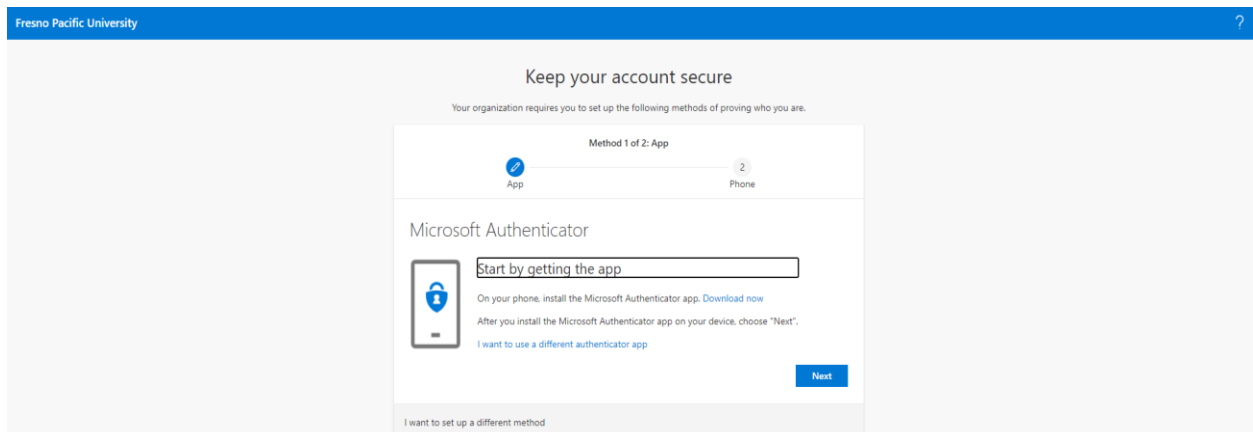 Fresno Pacific University
?
Keep your account secure
Your organization requires you to set up the following methods of proving who you are.
Method 1 of 2: App
2
App
Phone
Microsoft Authenticator
Start by getting the app
On your phone, install the Microsoft Authenticator app. Download now
After you install the Microsoft Authenticator app on your device, choose "Next".
I want to use a different authenticator app
Next
I want to set up a different method